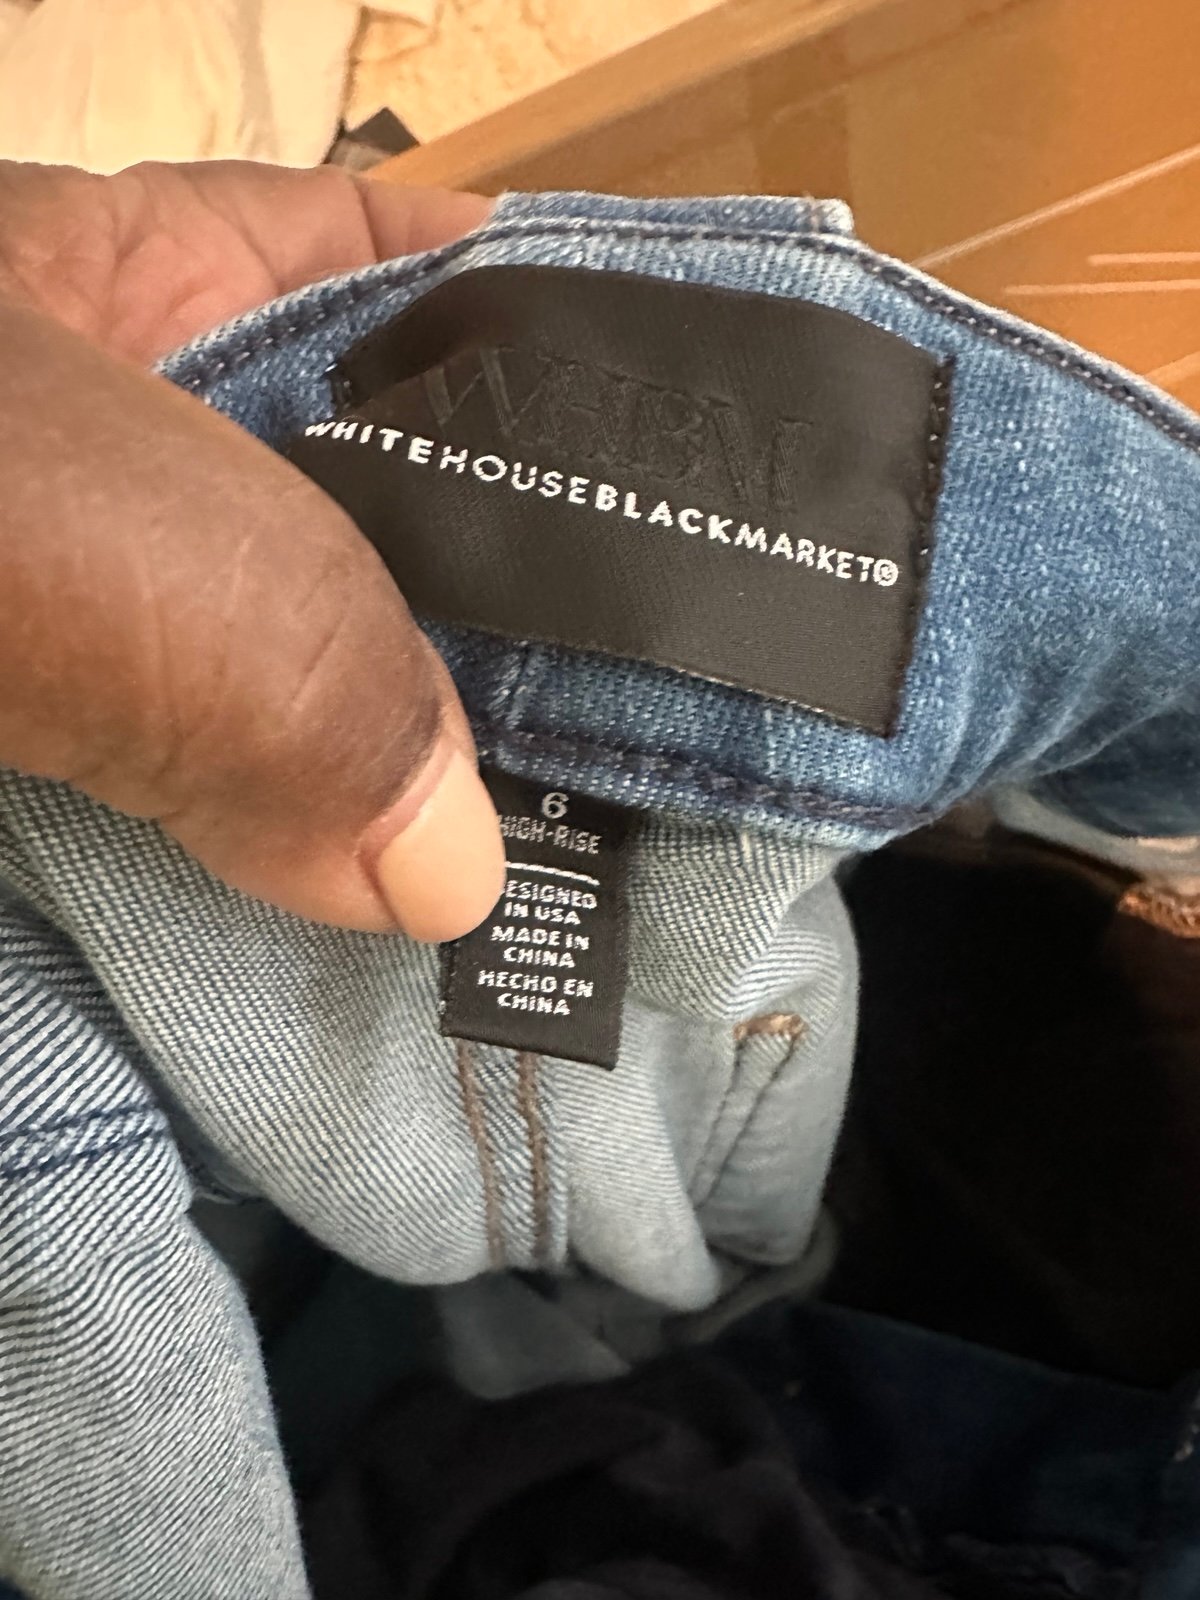 WHBM
WHITEHOUSEBLACKMARKET®
6
HIGH-RISE
DESIGNED
IN USA
MADE IN
CHINA
HECHO EN
CHINA